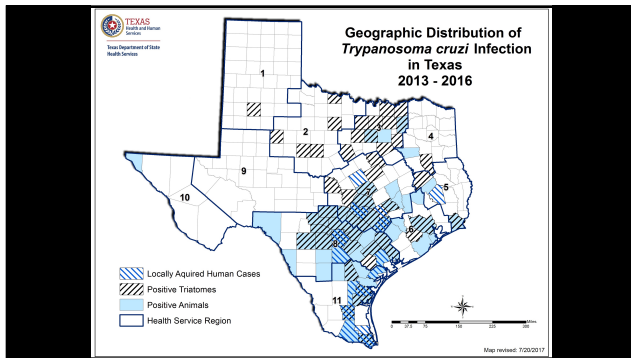 TEXAS
Health and Human
Services
Texas Department of State
Health Services
Geographic Distribution of
Trypanosoma cruzi Infection
in Texas
2013 - 2016
1
2
3
4
5
6
7
8
9
10
11
Locally Aquired Human Cases
Positive Triatomes
Positive Animals
Health Service Region
0 37.5 75 150 225 300
Miles
Map revised: 7/20/2017